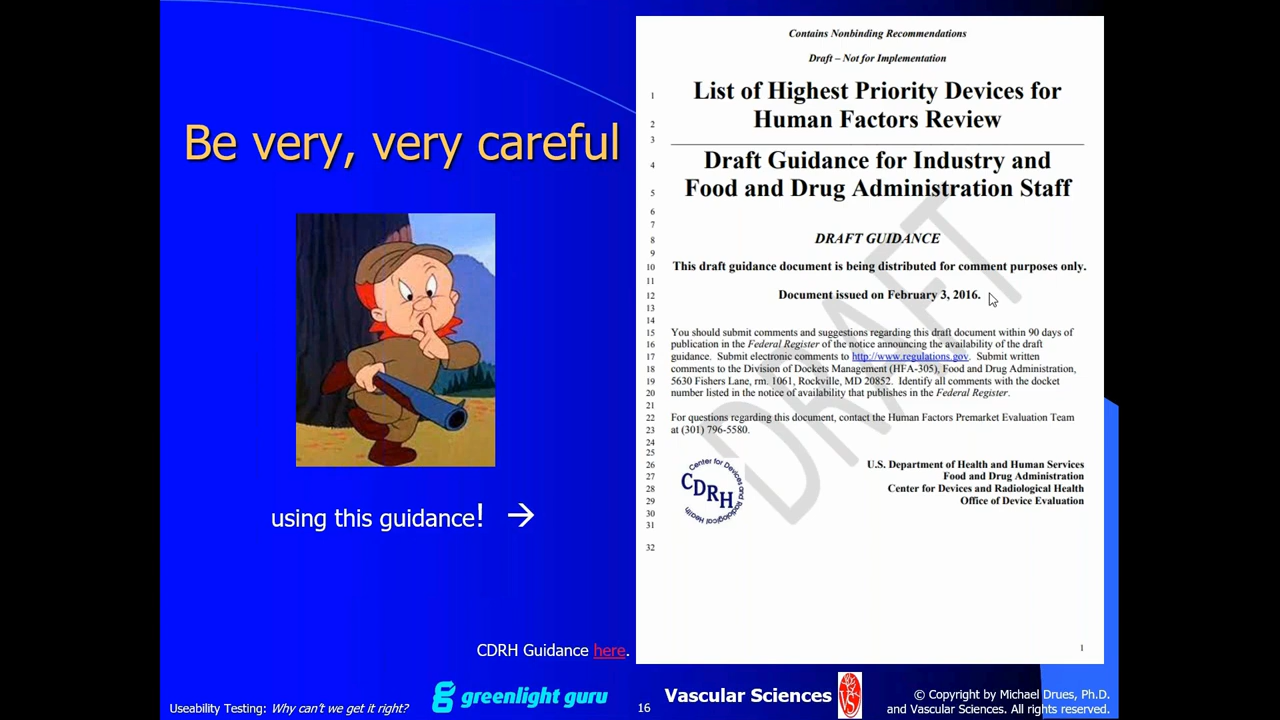 Be very, very careful
using this guidance! →
CDRH Guidance here.
Contains Nonbinding Recommendations
Draft – Not for Implementation
1 List of Highest Priority Devices for
2 Human Factors Review
3
4 Draft Guidance for Industry and
5 Food and Drug Administration Staff
6
7
8 DRAFT GUIDANCE
9
10 This draft guidance document is being distributed for comment purposes only.
11
12 Document issued on February 3, 2016.
13
14
15 You should submit comments and suggestions regarding this draft document within 90 days of
16 publication in the Federal Register of the notice announcing the availability of the draft
17 guidance. Submit electronic comments to http://www.regulations.gov. Submit written
18 comments to the Division of Dockets Management (HFA-305), Food and Drug Administration,
19 5630 Fishers Lane, rm. 1061, Rockville, MD 20852. Identify all comments with the docket
20 number listed in the notice of availability that publishes in the Federal Register.
21
22 For questions regarding this document, contact the Human Factors Premarket Evaluation Team
23 at (301) 796-5580.
24
25
26 U.S. Department of Health and Human Services
27 Food and Drug Administration
28 Center for Devices and Radiological Health
29 Office of Device Evaluation
30
31
32
Center for Devices and Radiological Health
CDRH
DRAFT
1
Useability Testing: Why can't we get it right?
greenlight guru
16
Vascular Sciences
VS
© Copyright by Michael Drues, Ph.D.
and Vascular Sciences. All rights reserved.